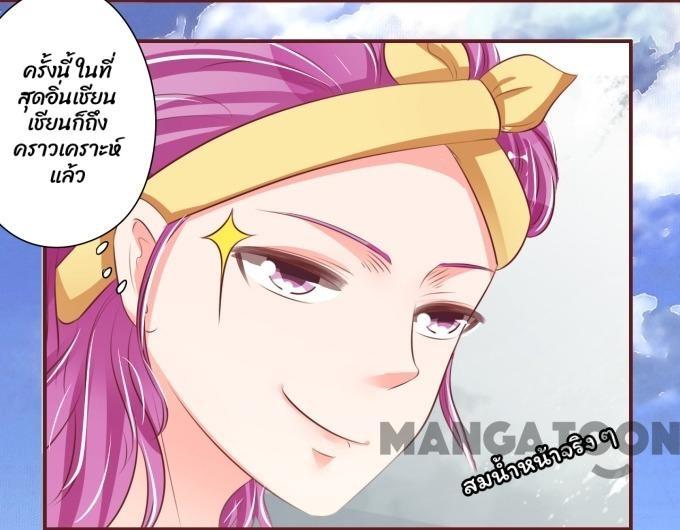 ครั้งนี้ ในที่
สุดอิ่นเชียน
เชียนก็ถึง
คราวเคราะห์
แล้ว
MANGATOON
สมน้ำหน้าจริง ๆ